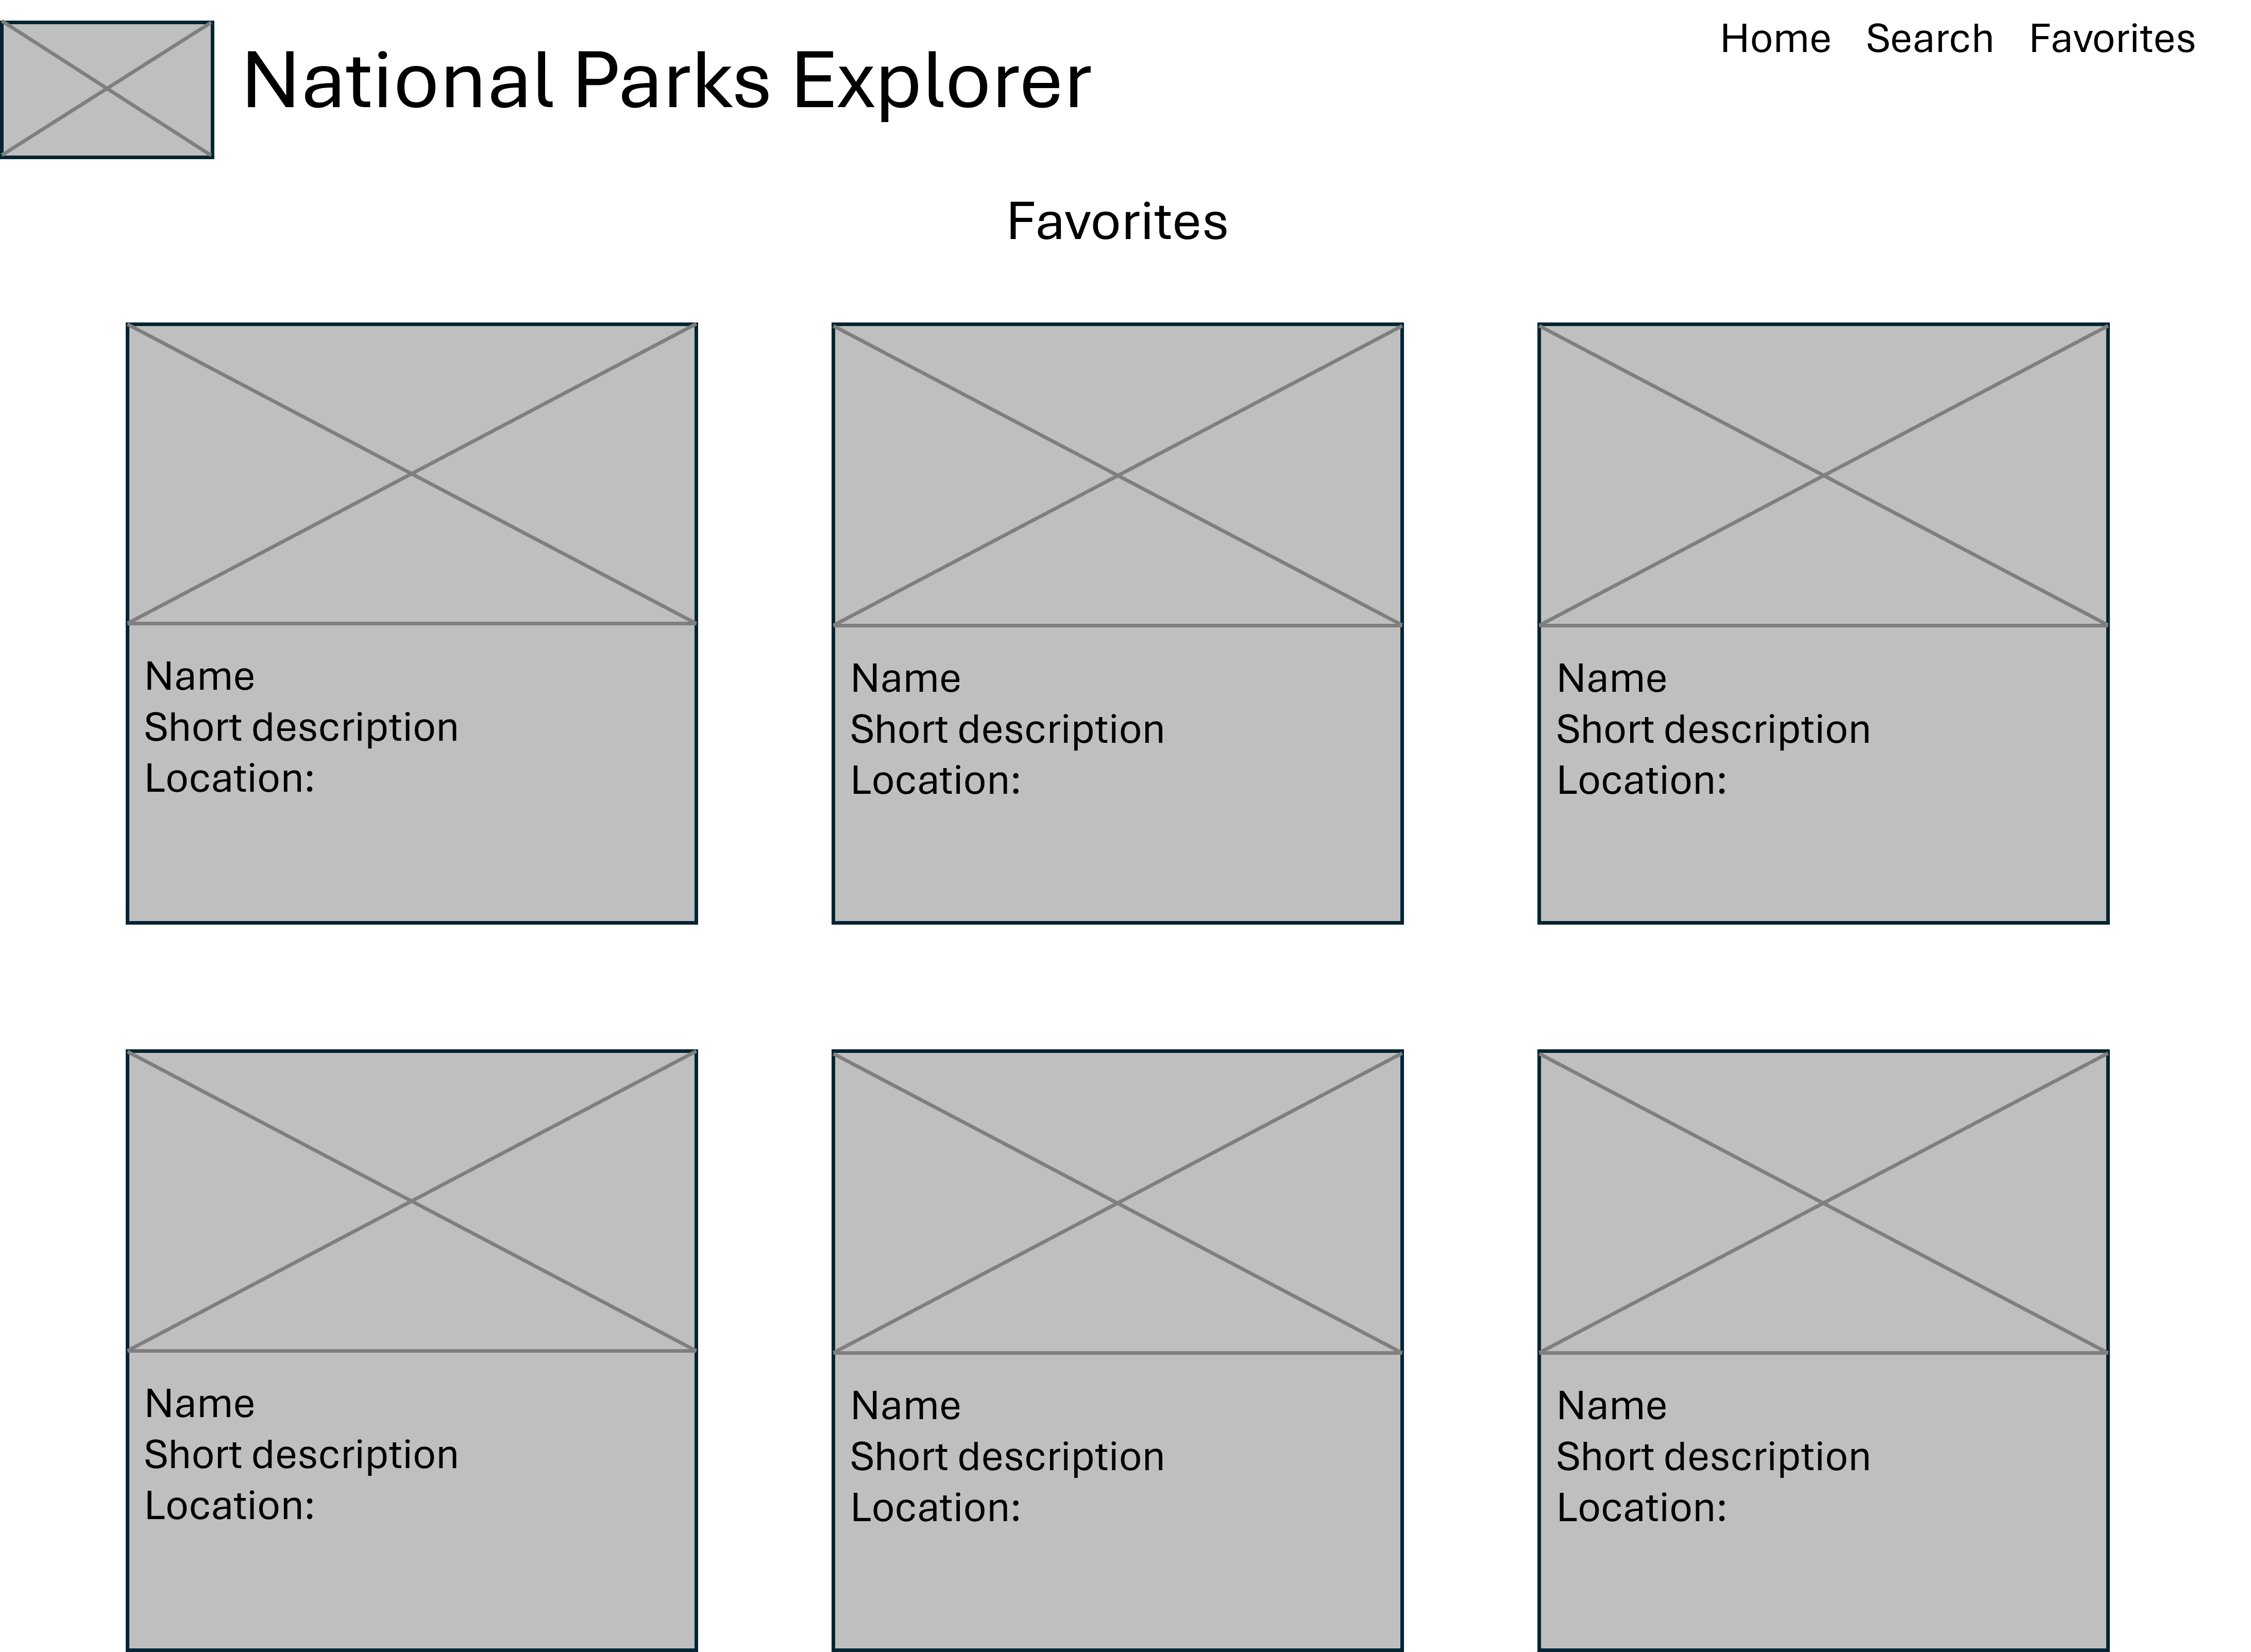 National Parks Explorer
Home Search Favorites
Favorites
Name
Short description
Location:
Name
Short description
Location:
Name
Short description
Location:
Name
Short description
Location:
Name
Short description
Location:
Name
Short description
Location: